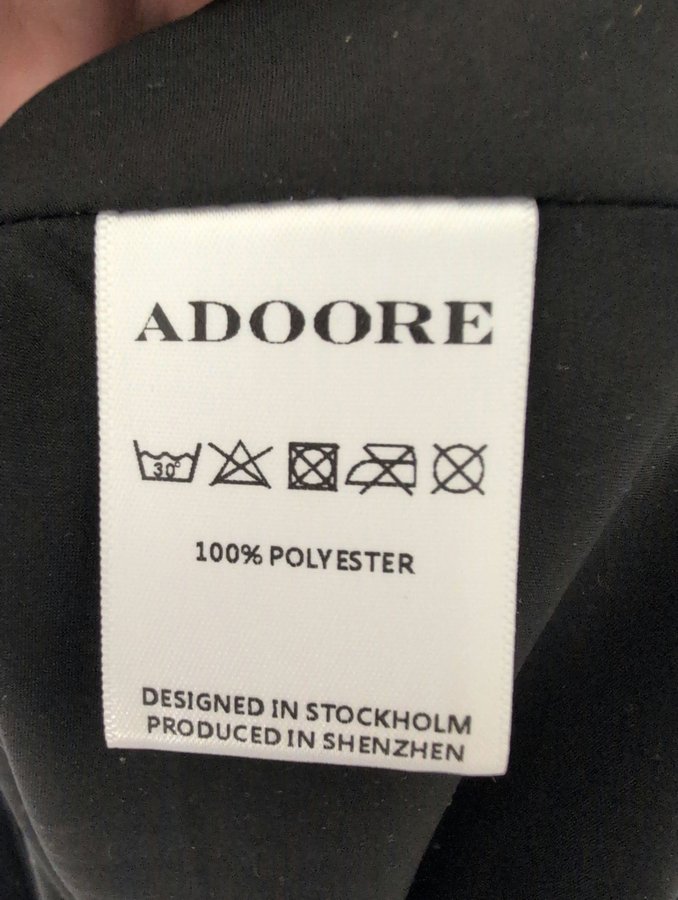 ADOORE
30°
100% POLYESTER
DESIGNED IN STOCKHOLM
PRODUCED IN SHENZHEN